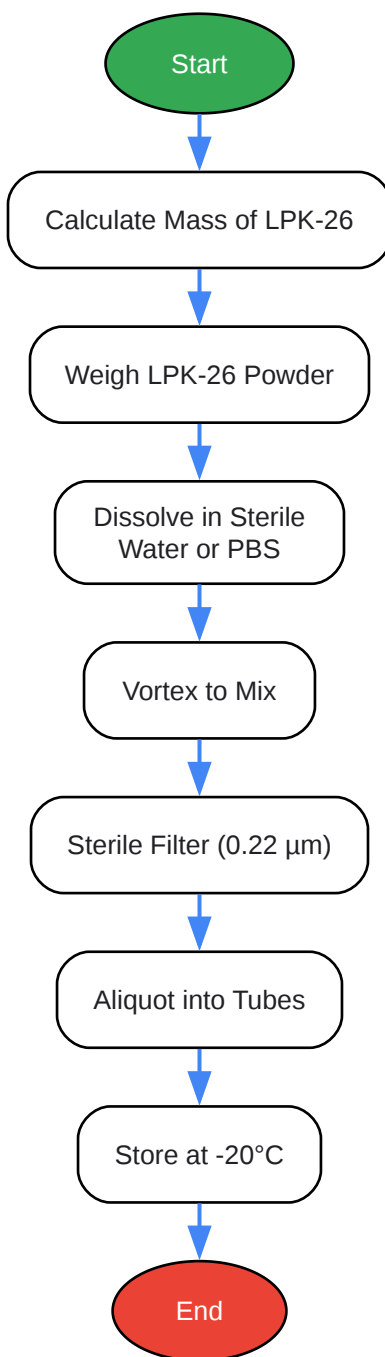 Start
Calculate Mass of LPK-26
Weigh LPK-26 Powder
Dissolve in Sterile
Water or PBS
Vortex to Mix
Sterile Filter (0.22 µm)
Aliquot into Tubes
Store at -20°C
End